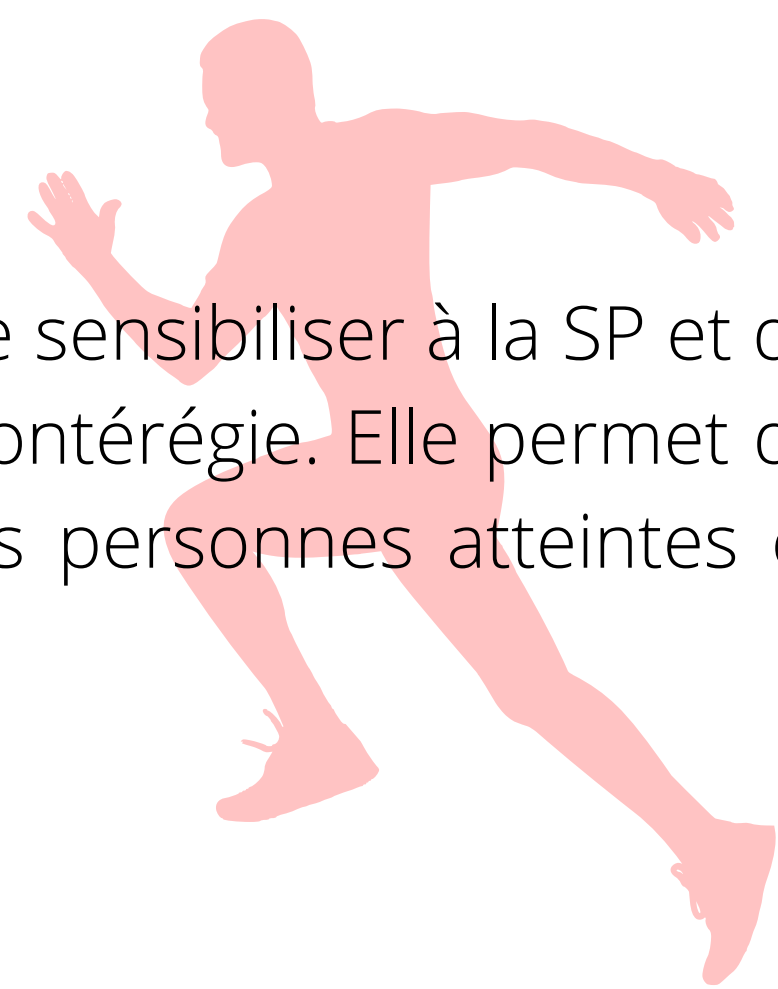 sensibiliser à la SP et
ontérégie. Elle permet
personnes atteintes